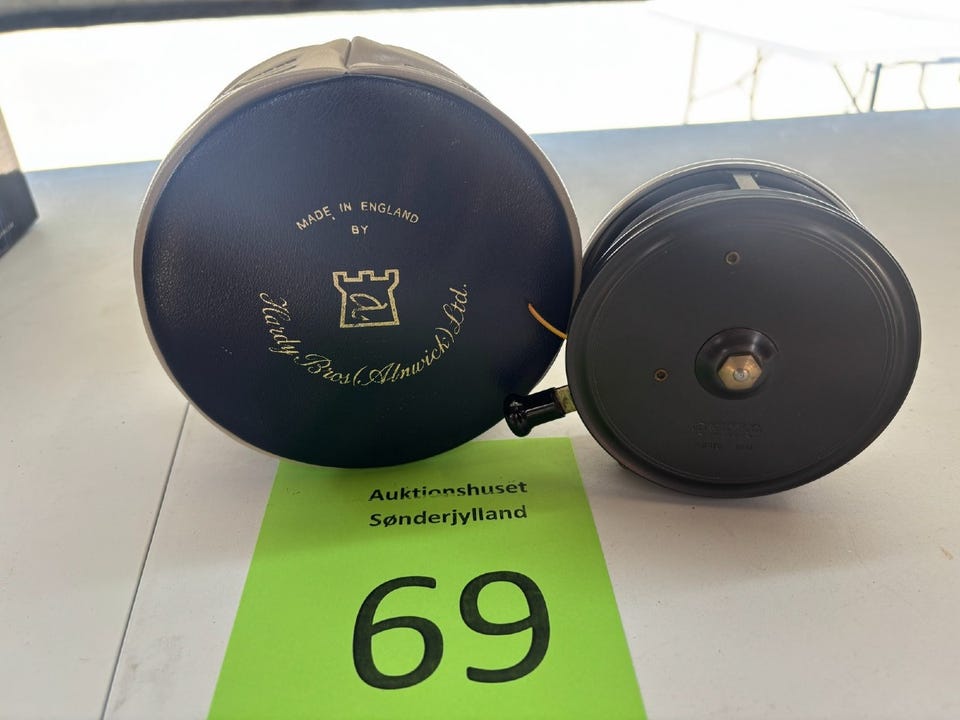 MADE IN ENGLAND
BY
a
Hardy Bros (Alnwick) Ltd.
Auktionshuset
Sønderjylland
69